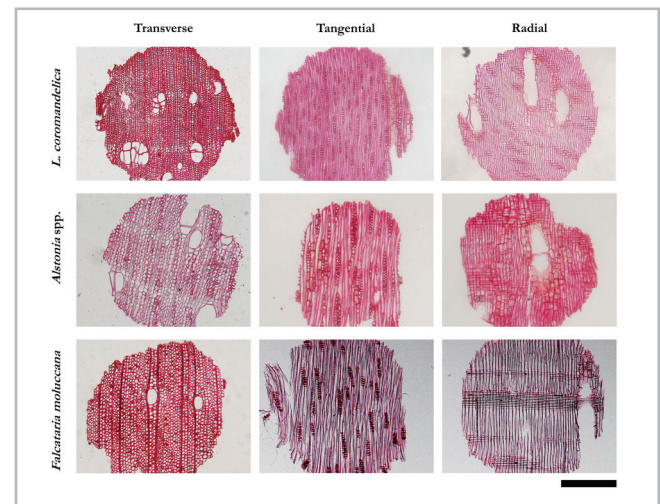 Transverse Tangential Radial
L. coromandelica
Alstonia spp.
Falcataria moluccana